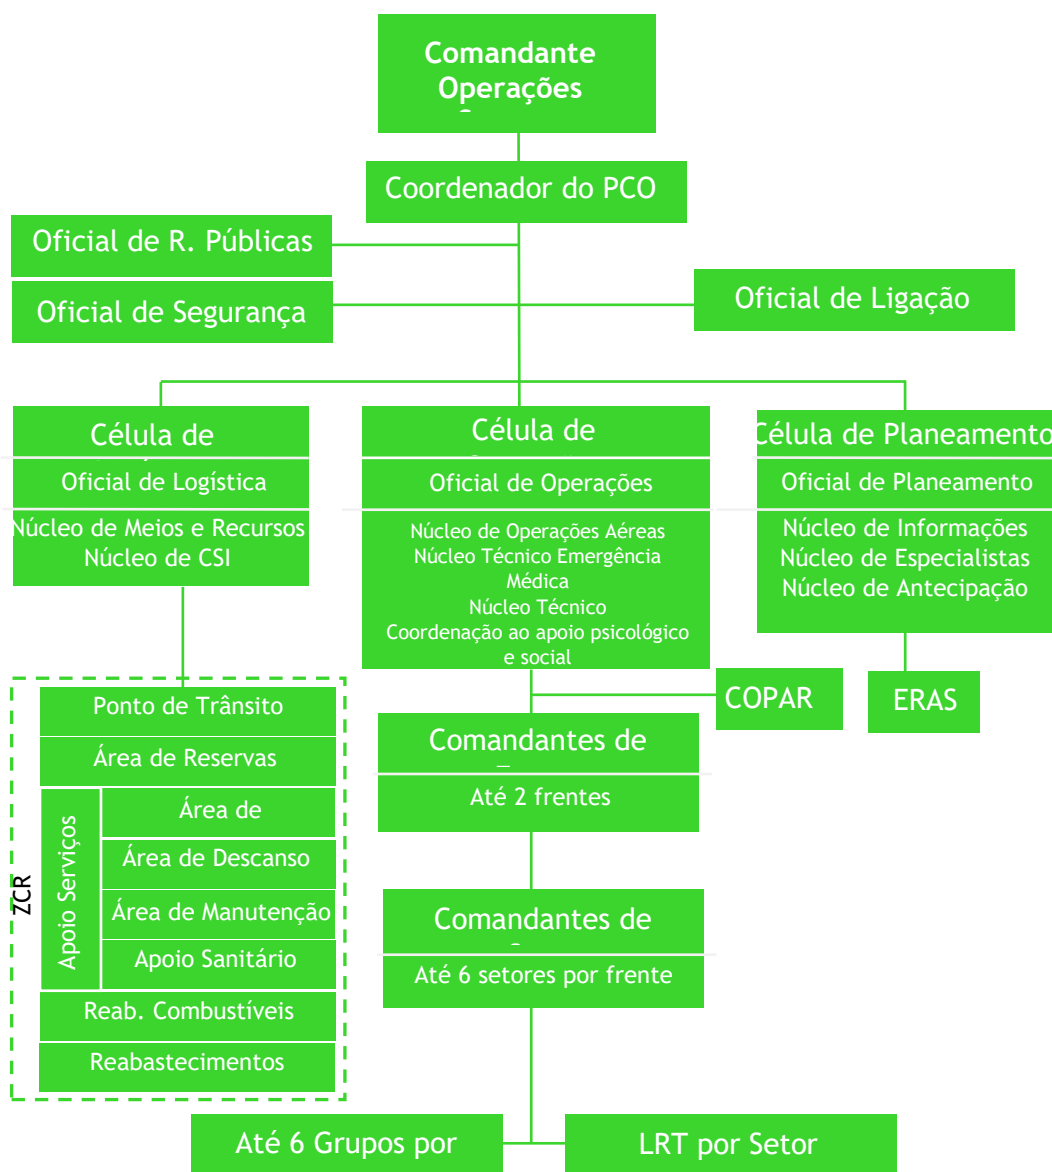 Comandante
Operações
Coordenador do PCO
Oficial de R. Públicas
Oficial de Segurança
Oficial de Ligação
Célula de
Oficial de Logística
Núcleo de Meios e Recursos
Núcleo de CSI
Célula de
Oficial de Operações
Núcleo de Operações Aéreas
Núcleo Técnico Emergência
Médica
Núcleo Técnico
Coordenação ao apoio psicológico
e social
Célula de Planeamento
Oficial de Planeamento
Núcleo de Informações
Núcleo de Especialistas
Núcleo de Antecipação
COPAR
ERAS
ZCR
Ponto de Trânsito
Área de Reservas
Apoio Serviços
Área de
Área de Descanso
Área de Manutenção
Apoio Sanitário
Reab. Combustíveis
Reabastecimentos
Comandantes de
Até 2 frentes
Comandantes de
Até 6 setores por frente
Até 6 Grupos por
LRT por Setor